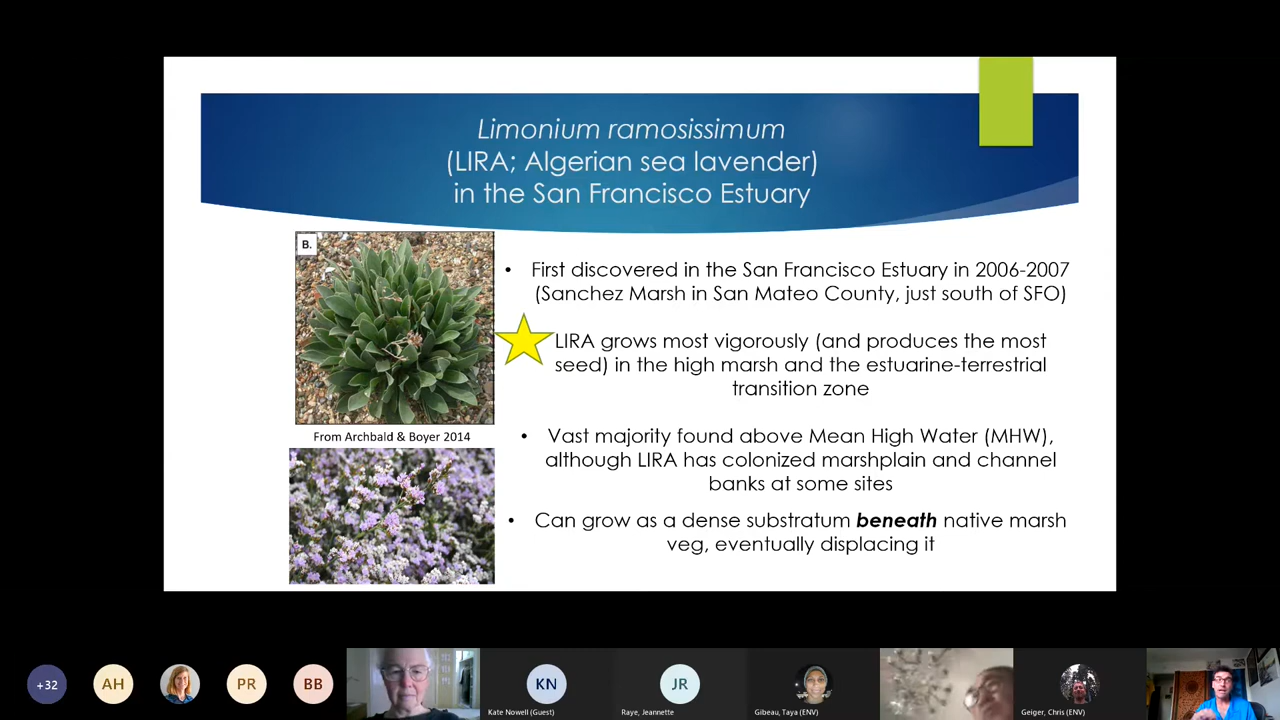 Limonium ramosissimum
(LIRA; Algerian sea lavender)
in the San Francisco Estuary
B.
From Archbald & Boyer 2014
• First discovered in the San Francisco Estuary in 2006-2007
(Sanchez Marsh in San Mateo County, just south of SFO)
LIRA grows most vigorously (and produces the most
seed) in the high marsh and the estuarine-terrestrial
transition zone
• Vast majority found above Mean High Water (MHW),
although LIRA has colonized marshplain and channel
banks at some sites
• Can grow as a dense substratum beneath native marsh
veg, eventually displacing it
+32
AH
PR
BB
KN
Kate Nowell (Guest)
JR
Raye, Jeannette
Gibeau, Taya (ENV)
Geiger, Chris (ENV)